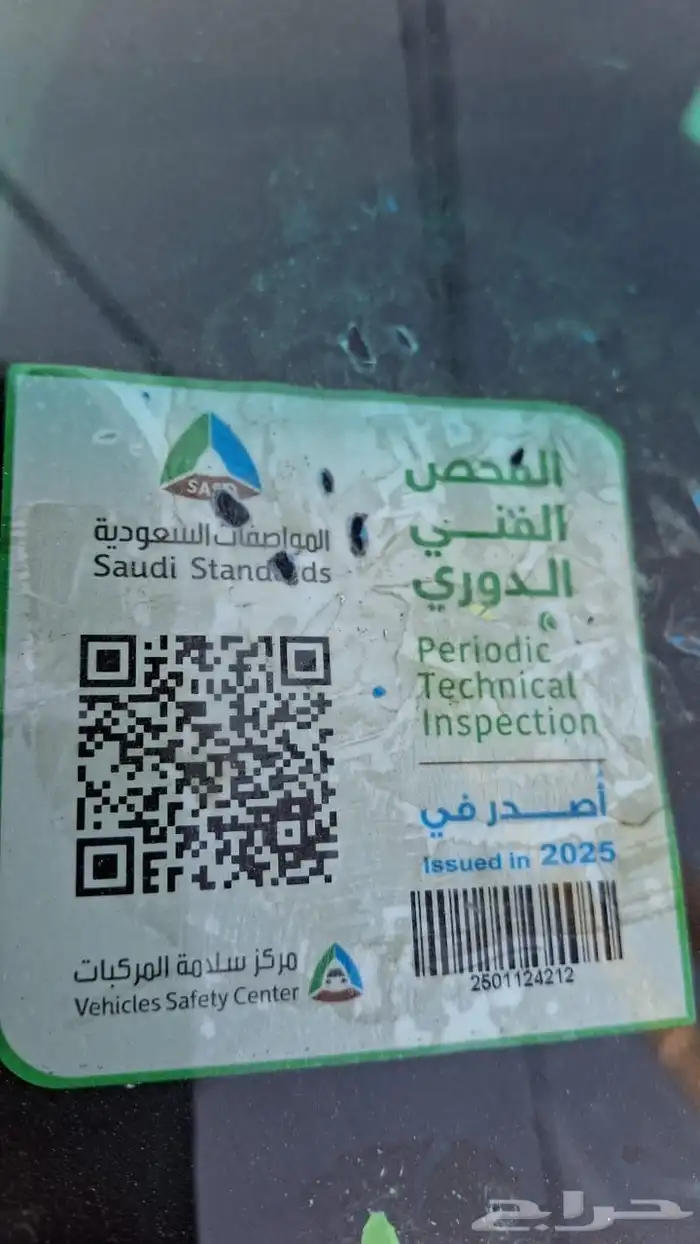 SASO
المواصفات السعودية
Saudi Standards
الفحص
الفني
الدوري
Periodic
Technical
Inspection
أصدر في
Issued in 2025
2501124212
مركز سلامة المركبات
Vehicles Safety Center
حراج